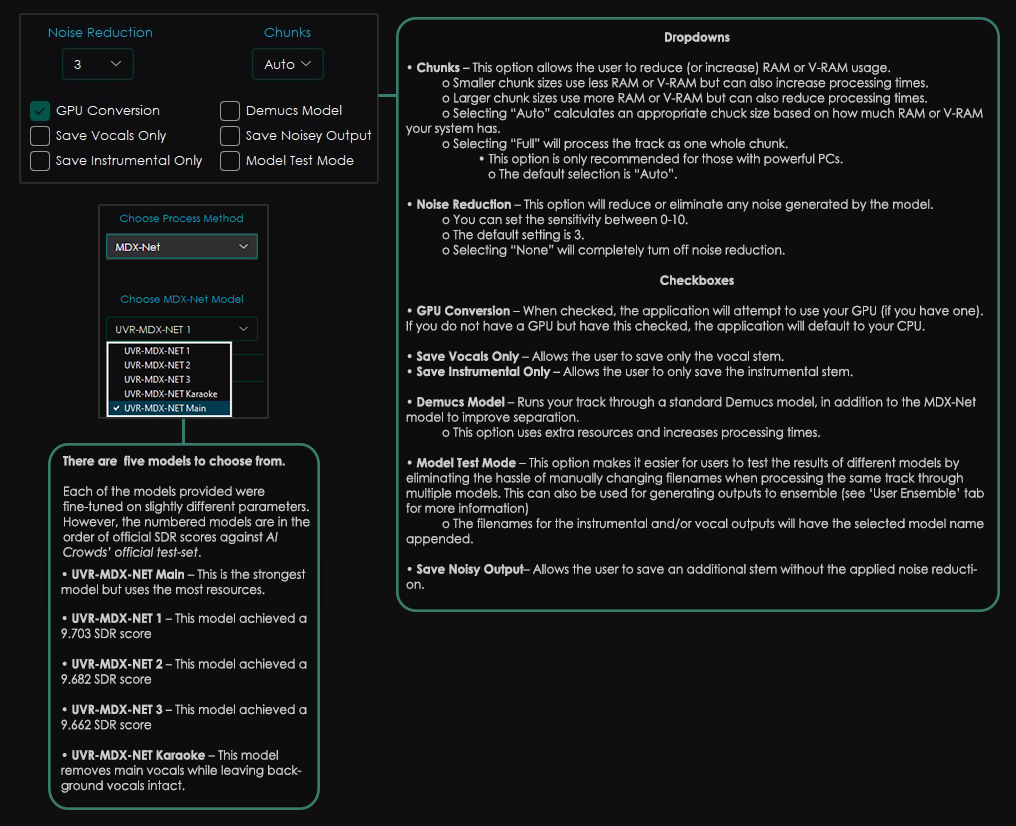 Noise Reduction
Chunks
3
Auto
GPU Conversion
Demucs Model
Save Vocals Only
Save Noisey Output
Save Instrumental Only
Model Test Mode
Choose Process Method
MDX-Net
Choose MDX-Net Model
UVR-MDX-NET 1
UVR-MDX-NET 1
UVR-MDX-NET 2
UVR-MDX-NET 3
UVR-MDX-NET Karaoke
✔ UVR-MDX-NET Main
There are five models to choose from.
Each of the models provided were
fine-tuned on slightly different parameters.
However, the numbered models are in the
order of official SDR scores against AI
Crowds’ official test-set.
• UVR-MDX-NET Main – This is the strongest
model but uses the most resources.
• UVR-MDX-NET 1 – This model achieved a
9.703 SDR score
• UVR-MDX-NET 2 – This model achieved a
9.682 SDR score
• UVR-MDX-NET 3 – This model achieved a
9.662 SDR score
• UVR-MDX-NET Karaoke – This model
removes main vocals while leaving back-
ground vocals intact.
Dropdowns
• Chunks – This option allows the user to reduce (or increase) RAM or V-RAM usage.
o Smaller chunk sizes use less RAM or V-RAM but can also increase processing times.
o Larger chunk sizes use more RAM or V-RAM but can also reduce processing times.
o Selecting “Auto” calculates an appropriate chuck size based on how much RAM or V-RAM
your system has.
o Selecting “Full” will process the track as one whole chunk.
• This option is only recommended for those with powerful PCs.
o The default selection is “Auto”.
• Noise Reduction – This option will reduce or eliminate any noise generated by the model.
o You can set the sensitivity between 0-10.
o The default setting is 3.
o Selecting “None” will completely turn off noise reduction.
Checkboxes
• GPU Conversion – When checked, the application will attempt to use your GPU (if you have one).
If you do not have a GPU but have this checked, the application will default to your CPU.
• Save Vocals Only – Allows the user to save only the vocal stem.
• Save Instrumental Only – Allows the user to only save the instrumental stem.
• Demucs Model – Runs your track through a standard Demucs model, in addition to the MDX-Net
model to improve separation.
o This option uses extra resources and increases processing times.
• Model Test Mode – This option makes it easier for users to test the results of different models by
eliminating the hassle of manually changing filenames when processing the same track through
multiple models. This can also be used for generating outputs to ensemble (see ‘User Ensemble’ tab
for more information)
o The filenames for the instrumental and/or vocal outputs will have the selected model name
appended.
• Save Noisy Output– Allows the user to save an additional stem without the applied noise reducti-
on.